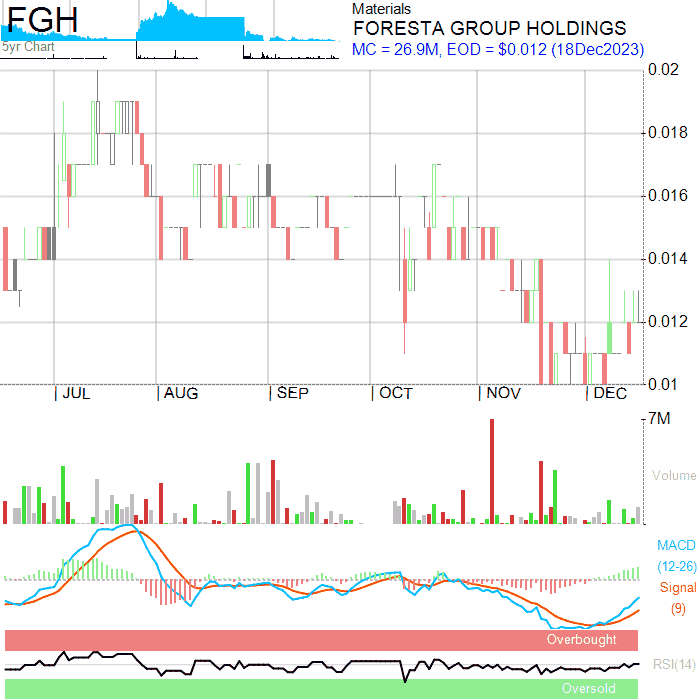 FGH
5yr Chart
Materials
FORESTA GROUP HOLDINGS
MC = 26.9M, EOD = $0.012 (18Dec2023)
0.02
0.018
0.016
0.014
0.012
0.01
| JUL | AUG | SEP | OCT | NOV | DEC
7M
Volume
MACD
(12-26)
Signal
(9)
Overbought
RSI(14)
Oversold